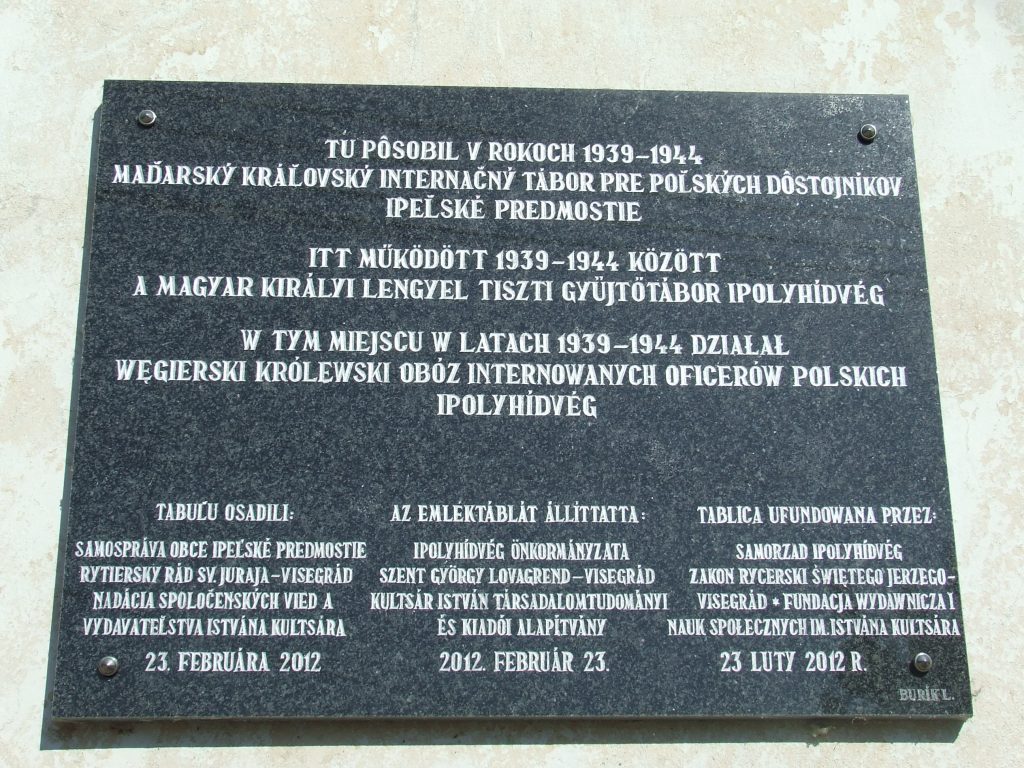 TU PÔSOBIL V ROKOCH 1939–1944
MAĎARSKÝ KRÁĽOVSKÝ INTERNAČNÝ TÁBOR PRE POĽSKÝCH DÔSTOJNÍKOV
IPEĽSKÉ PREDMOSTIE
ITT MŰKÖDÖTT 1939–1944 KÖZÖTT
A MAGYAR KIRÁLYI LENGYEL TISZTI GYŰJTŐTÁBOR IPOLYHÍDVÉG
W TYM MIEJSCU W LATACH 1939–1944 DZIAŁAŁ
WĘGIERSKI KRÓLEWSKI OBÓZ INTERNOWANYCH OFICERÓW POLSKICH
IPOLYHÍDVÉG
TABUĽU OSADILI:
SAMOSPRÁVA OBCE IPEĽSKÉ PREDMOSTIE
RYTIERSKY RÁD SV. JURAJA–VISEGRÁD
NADÁCIA SPOLOČENSKÝCH VIED A
VYDAVATEĽSTVA ISTVÁNA KULTSÁRA
23. FEBRUÁRA 2012
AZ EMLÉKTÁBLÁT ÁLLÍTTATTA:
IPOLYHÍDVÉG ÖNKORMÁNYZATA
SZENT GYÖRGY LOVAGREND–VISEGRÁD
KULTSÁR ISTVÁN TÁRSADALOMTUDOMÁNYI
ÉS KIADÓI ALAPÍTVÁNY
2012. FEBRUÁR 23.
TABLICA UFUNDOWANA PRZEZ:
SAMORZAD IPOLYHÍDVÉG
ZAKON RYCERSKI ŚWIĘTEGO JERZEGO–
VISEGRÁD * FUNDACJA WYDAWNICZA I
NAUK SPOŁECZNYCH IM. ISTVÁNA KULTSÁRA
23 LUTY 2012 R.
BURÍK L.